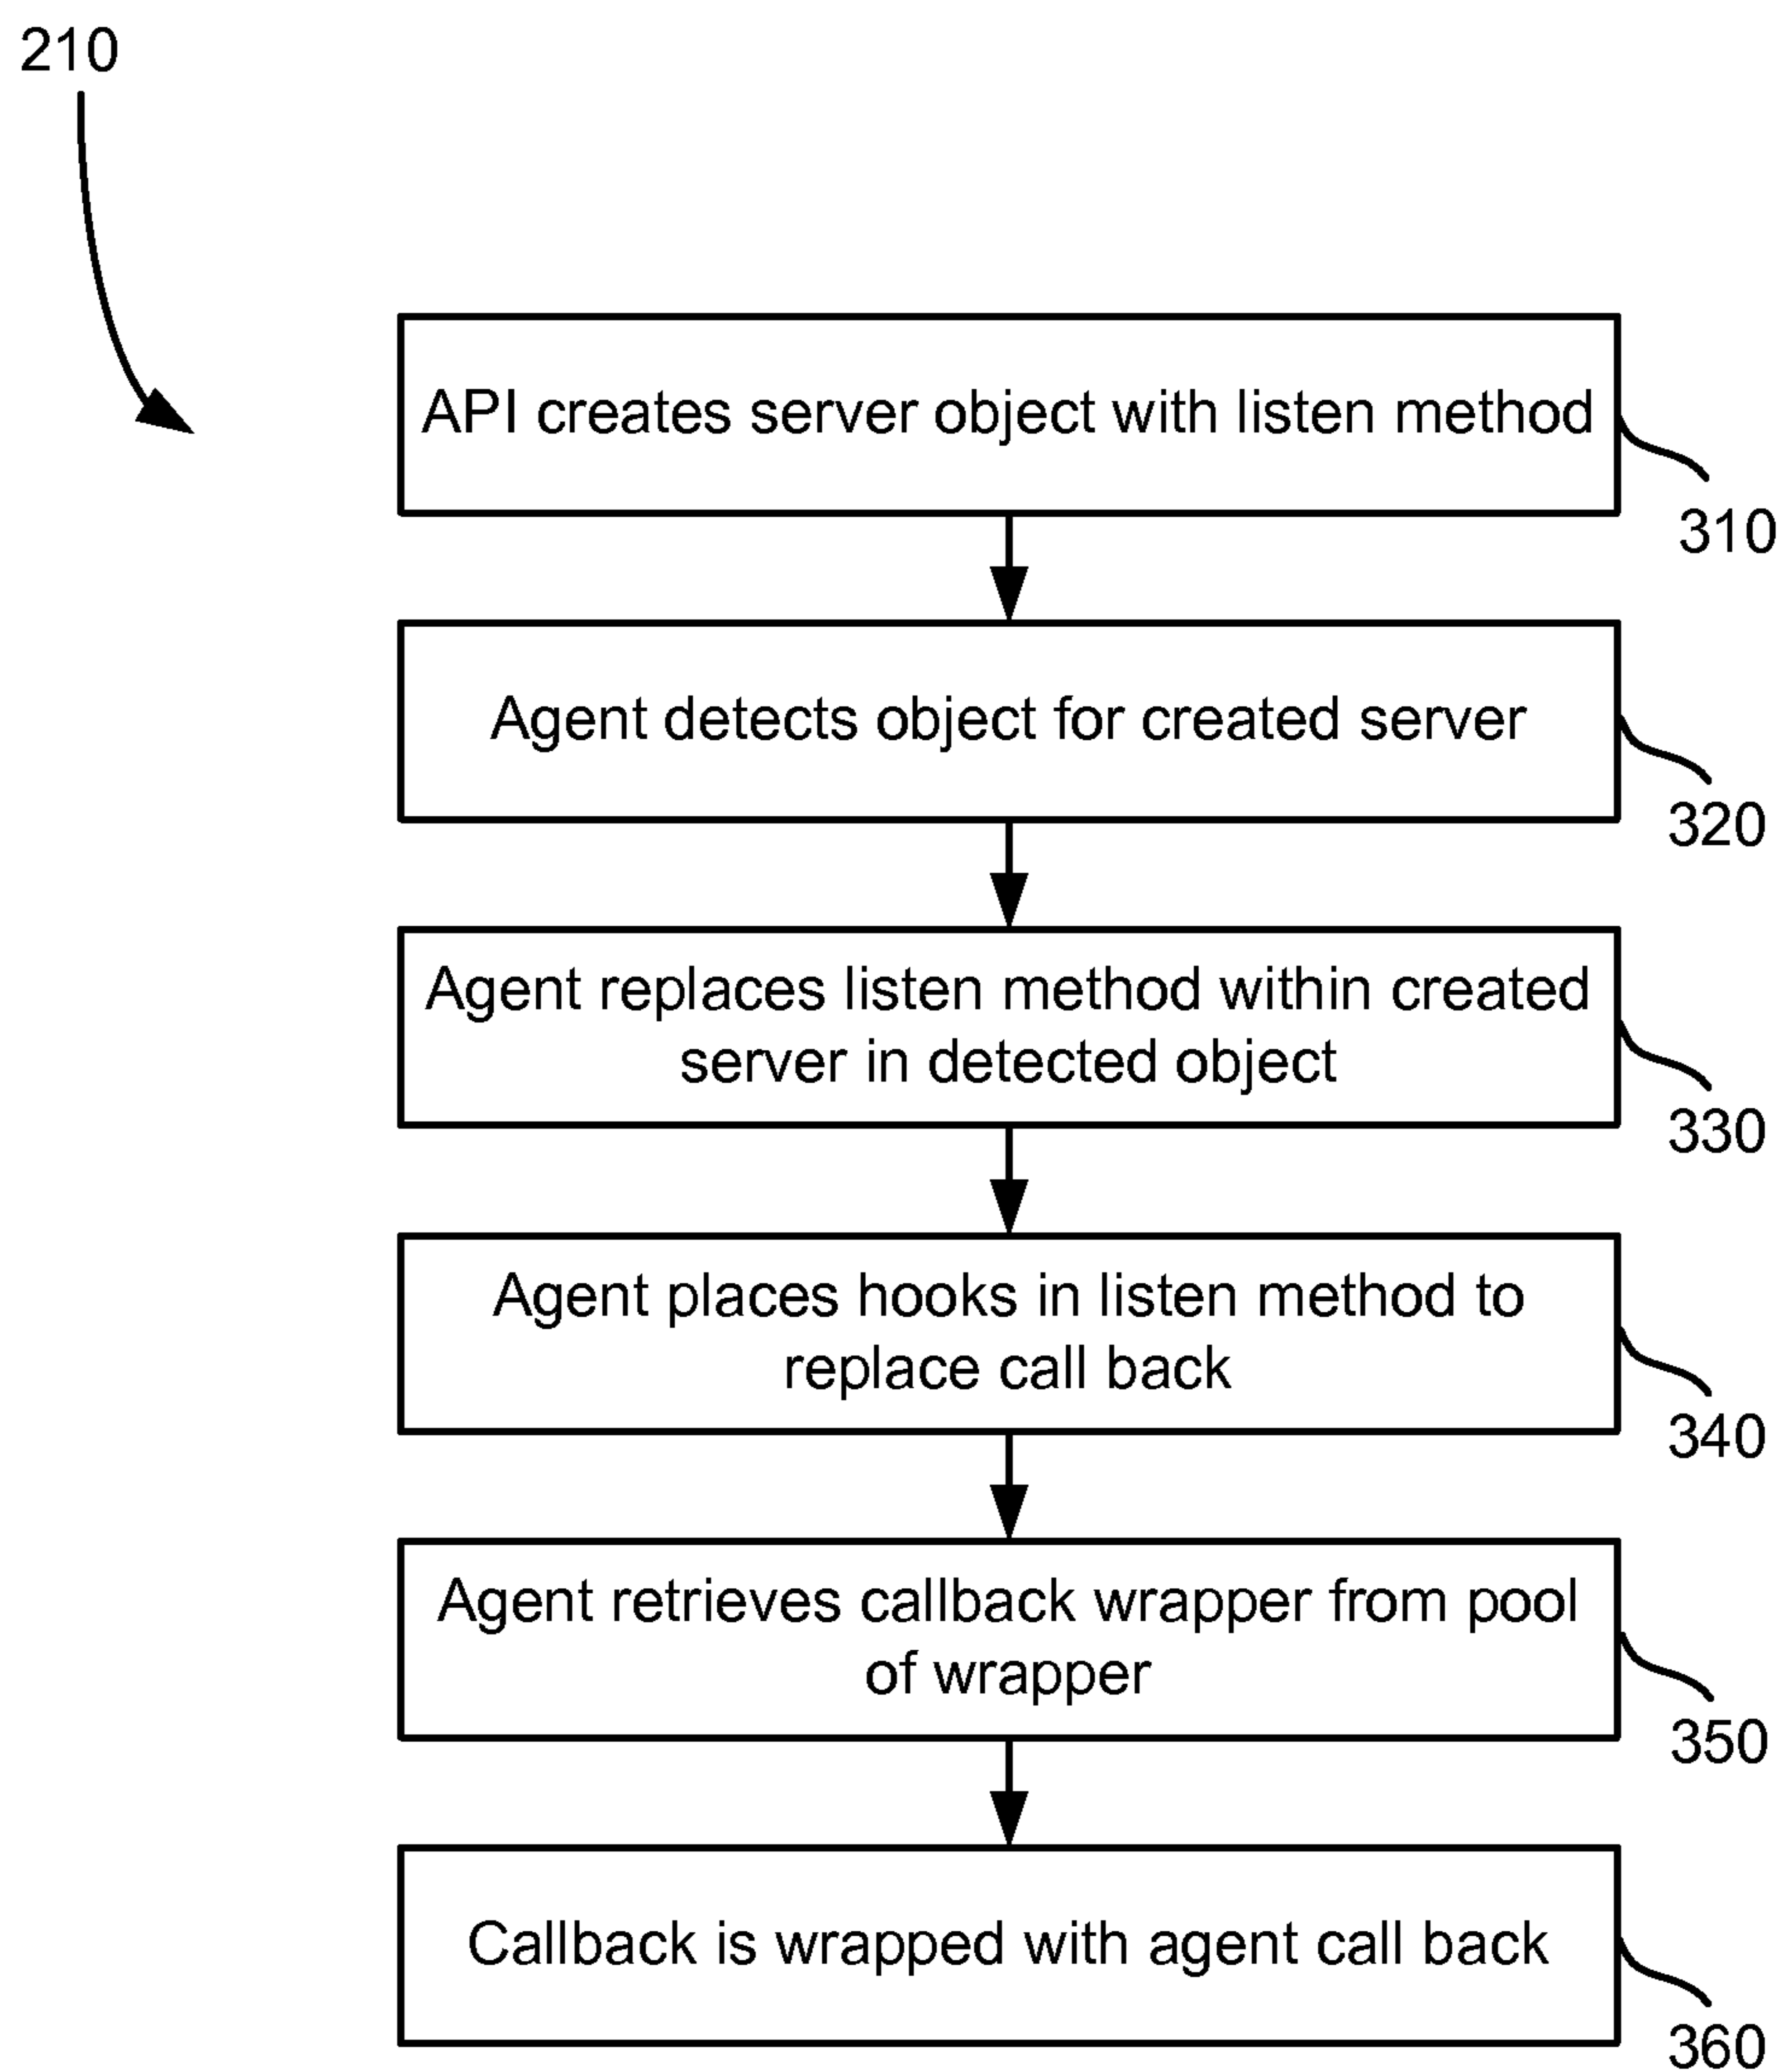 210
API creates server object with listen method
310
Agent detects object for created server
320
Agent replaces listen method within created
server in detected object
330
Agent places hooks in listen method to
replace call back
340
Agent retrieves callback wrapper from pool
of wrapper
350
Callback is wrapped with agent call back
360